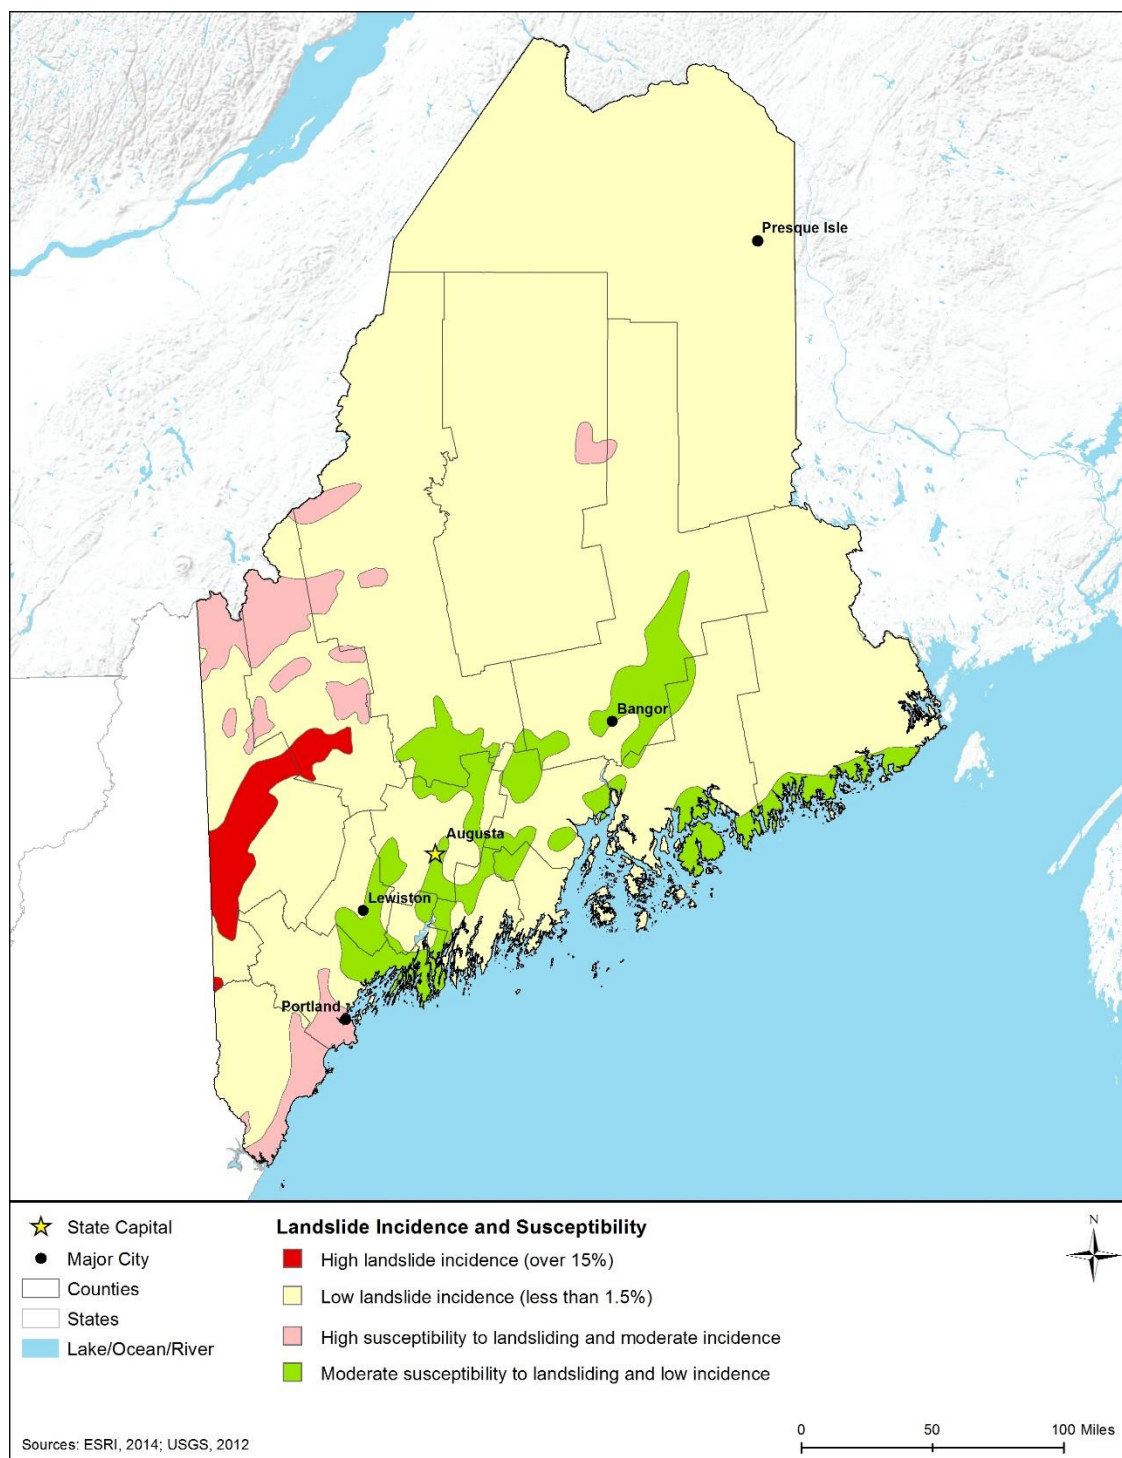 Presque Isle
Bangor
Augusta
Lewiston
Portland
State Capital
Major City
Counties
States
Lake/Ocean/River
Landslide Incidence and Susceptibility
High landslide incidence (over 15%)
Low landslide incidence (less than 1.5%)
High susceptibility to landsliding and moderate incidence
Moderate susceptibility to landsliding and low incidence
N
Sources: ESRI, 2014; USGS, 2012
0 50 100 Miles